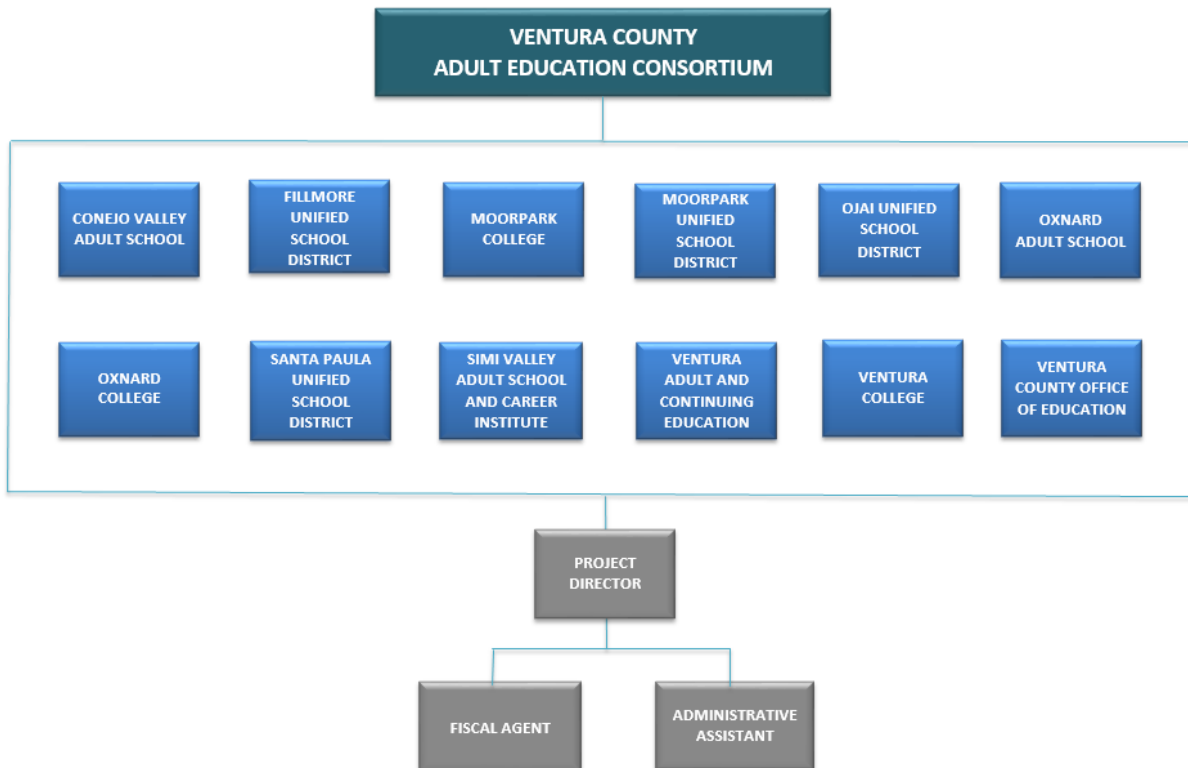 VENTURA COUNTY
ADULT EDUCATION CONSORTIUM
CONEJO VALLEY
ADULT SCHOOL
FILLMORE
UNIFIED
SCHOOL
DISTRICT
MOORPARK
COLLEGE
MOORPARK
UNIFIED
SCHOOL
DISTRICT
OJAI UNIFIED
SCHOOL
DISTRICT
OXNARD
ADULT SCHOOL
OXNARD
COLLEGE
SANTA PAULA
UNIFIED
SCHOOL
DISTRICT
SIMI VALLEY
ADULT SCHOOL
AND CAREER
INSTITUTE
VENTURA
ADULT AND
CONTINUING
EDUCATION
VENTURA
COLLEGE
VENTURA
COUNTY OFFICE
OF EDUCATION
PROJECT
DIRECTOR
FISCAL AGENT
ADMINISTRATIVE
ASSISTANT